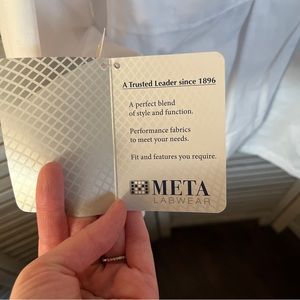 A Trusted Leader since 1896
A perfect blend
of style and function.
Performance fabrics
to meet your needs.
Fit and features you require.
META
LABWEAR